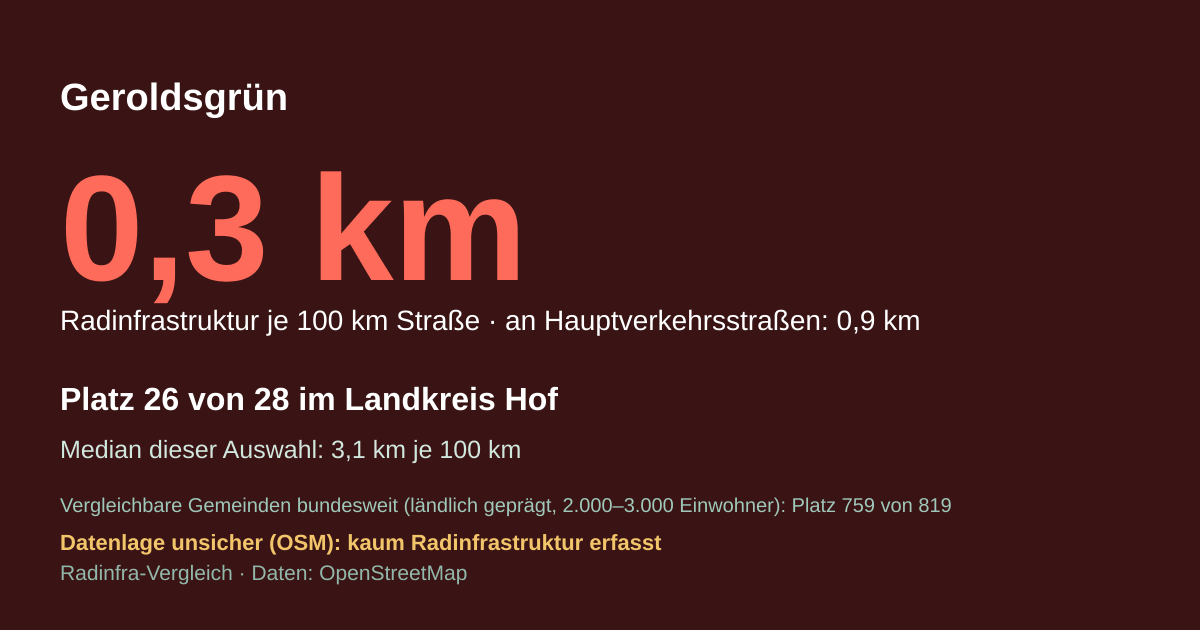 Geroldsgrün
0,3 km
Radinfrastruktur je 100 km Straße · an Hauptverkehrsstraßen: 0,9 km
Platz 26 von 28 im Landkreis Hof
Median dieser Auswahl: 3,1 km je 100 km
Vergleichbare Gemeinden bundesweit (ländlich geprägt, 2.000–3.000 Einwohner): Platz 759 von 819
Datenlage unsicher (OSM): kaum Radinfrastruktur erfasst
Radinfra-Vergleich · Daten: OpenStreetMap